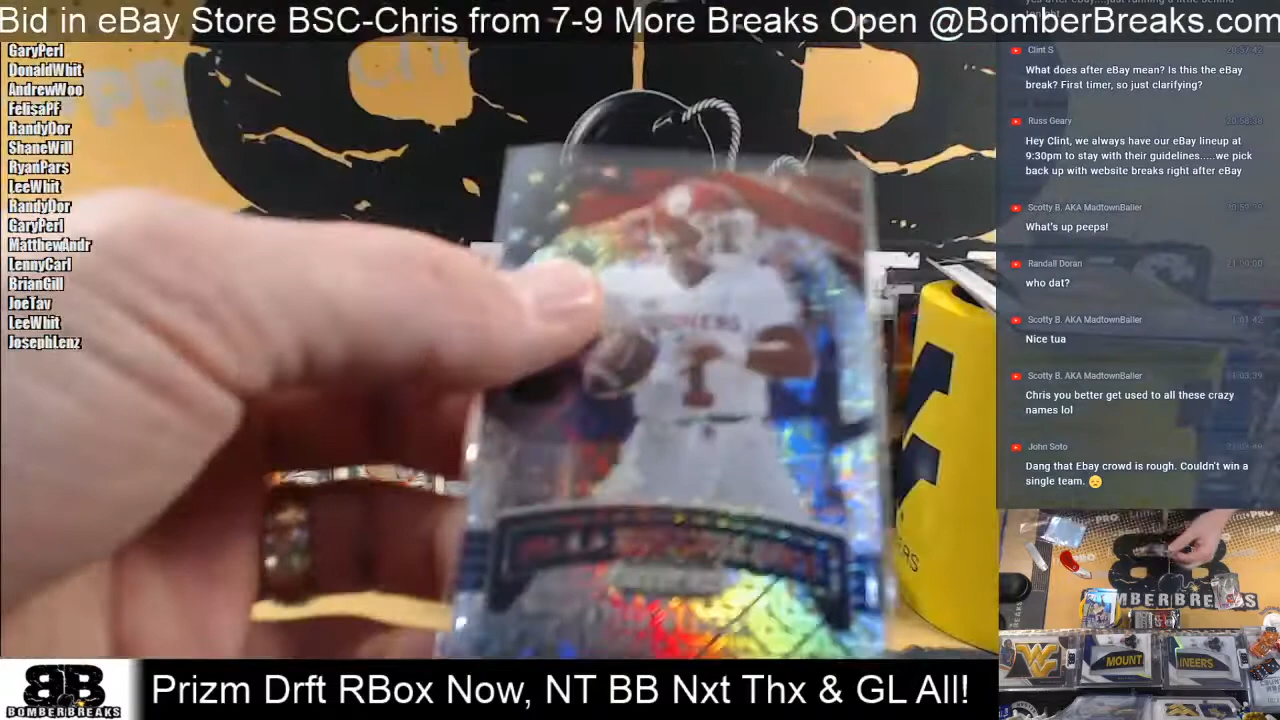 Bid in eBay Store BSC-Chris from 7-9 More Breaks Open @BomberBreaks.com
GaryPerl
DonaldWhit
AndrewWoo
FelisaPF
RandyDor
ShaneWill
RyanPars
LeeWhit
RandyDor
GaryPerl
MatthewAndr
LennyCarl
BrianGill
JoeTav
LeeWhit
JosephLenz
1
Clint S
What does after eBay mean? Is this the eBay
break? First timer, so just clarifying?
Russ Geary
Hey Clint, we always have our eBay lineup at
9:30pm to stay with their guidelines.....we pick
back up with website breaks right after eBay
Scotty B. AKA MadtownBaller
What's up peeps!
Randall Doran
who dat?
Scotty B. AKA MadtownBaller
Nice tua
Scotty B. AKA MadtownBaller
Chris you better get used to all these crazy
names lol
John Soto
Dang that Ebay crowd is rough. Couldn't win a
single team. 😞
BOMBERBREAKS
MOUNT
INEERS
BB
BOMBERBREAKS
Prizm Drft RBox Now, NT BB Nxt Thx & GL All!